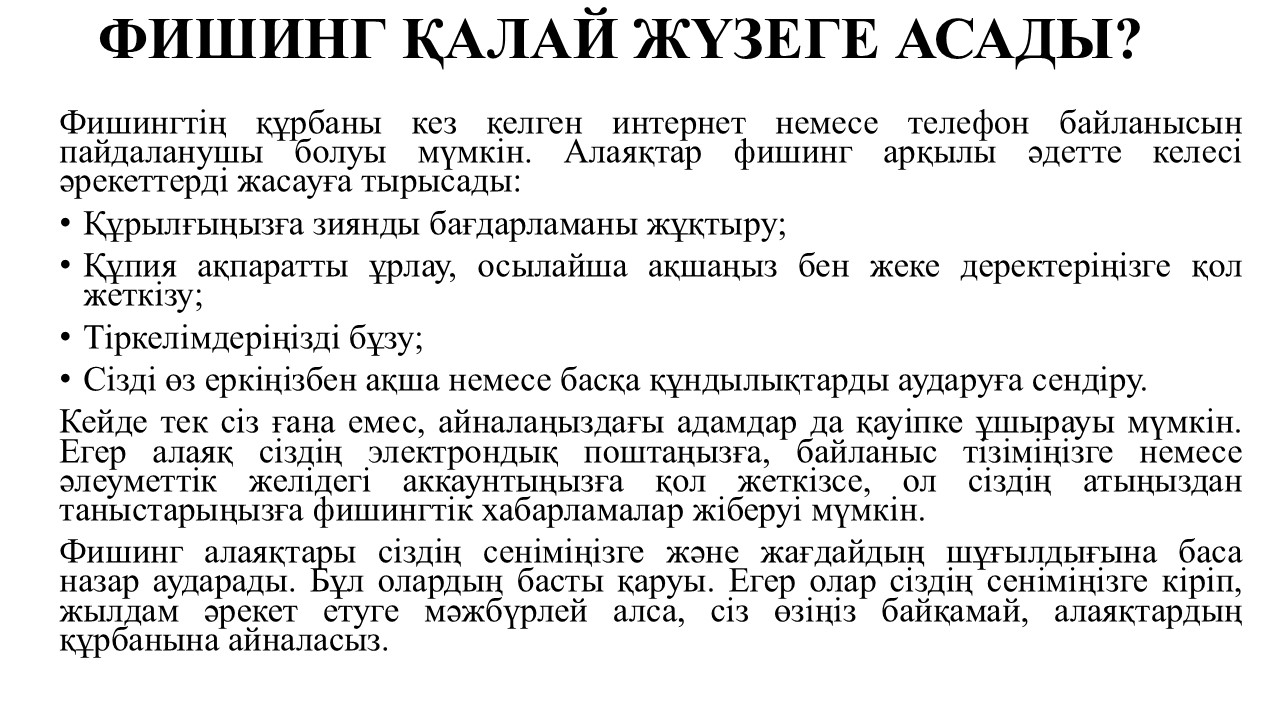 ФИШИНГ ҚАЛАЙ ЖҮЗЕГЕ АСАДЫ?
Фишингтің құрбаны кез келген интернет немесе телефон байланысын
пайдаланушы болуы мүмкін. Алаяқтар фишинг арқылы әдетте келесі
әрекеттерді жасауға тырысады:
• Құрылғыңызға зиянды бағдарламаны жұқтыру;
• Құпия ақпаратты ұрлау, осылайша ақшаңыз бен жеке деректеріңізге қол
жеткізу;
• Тіркелімдеріңізді бұзу;
• Сізді өз еркіңізбен ақша немесе басқа құндылықтарды аударуға сендіру.
Кейде тек сіз ғана емес, айналаңыздағы адамдар да қауіпке ұшырауы мүмкін.
Егер алаяқ сіздің электрондық поштаңызға, байланыс тізіміңізге немесе
әлеуметтік желідегі аккаунтыңызға қол жеткізсе, ол сіздің атыңыздан
таныстарыңызға фишингтік хабарламалар жіберуі мүмкін.
Фишинг алаяқтары сіздің сеніміңізге және жағдайдың шұғылдығына баса
назар аударады. Бұл олардың басты қаруы. Егер олар сіздің сеніміңізге кіріп,
жылдам әрекет етуге мәжбүрлей алса, сіз өзіңіз байқамай, алаяқтардың
құрбанына айналасыз.